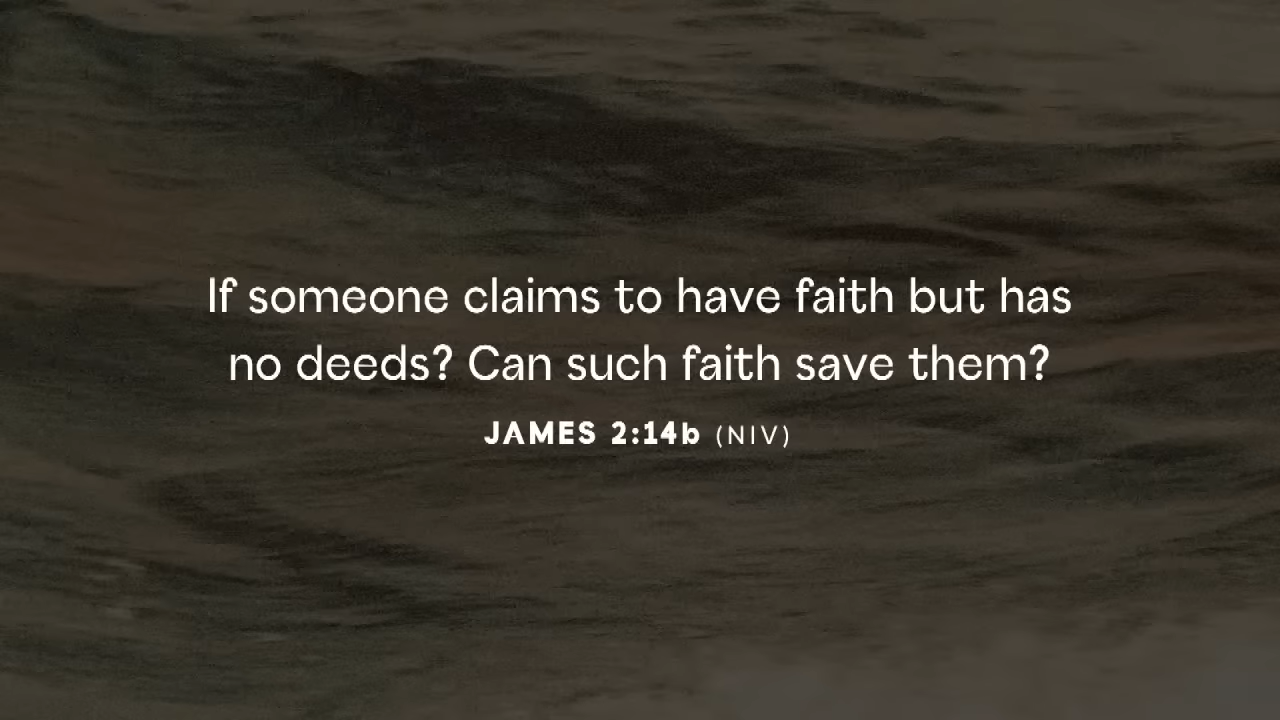 If someone claims to have faith but has
no deeds? Can such faith save them?
JAMES 2:14b (NIV)